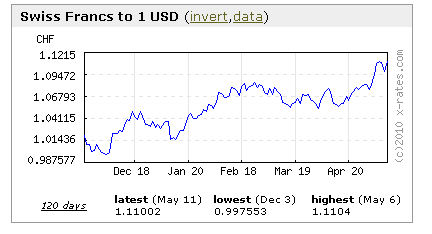 Swiss Francs to 1 USD (invert,data)
CHF
1.1215
1.09472
1.06793
1.04115
1.01436
0.987577
Dec 18 Jan 20 Feb 18 Mar 19 Apr 20
(c)2010 x-rates.com
120 days
latest (May 11) lowest (Dec 3) highest (May 6)
1.11002 0.997553 1.1104